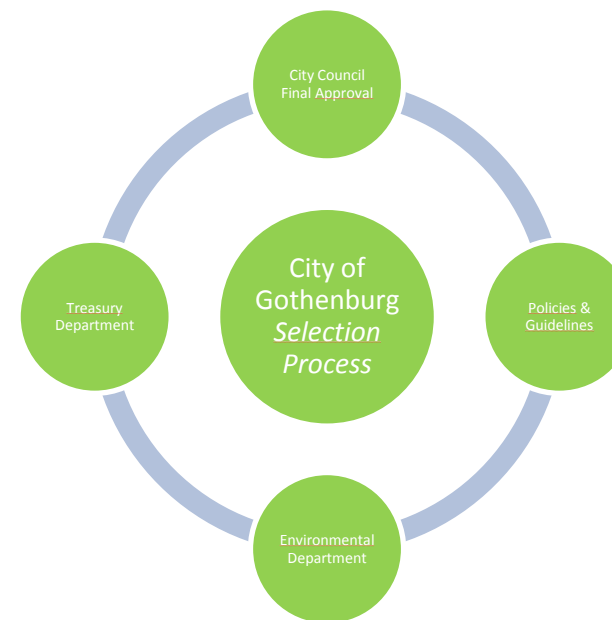 City Council
Final Approval
City of
Gothenburg
Selection
Process
Treasury
Department
Policies &
Guidelines
Environmental
Department